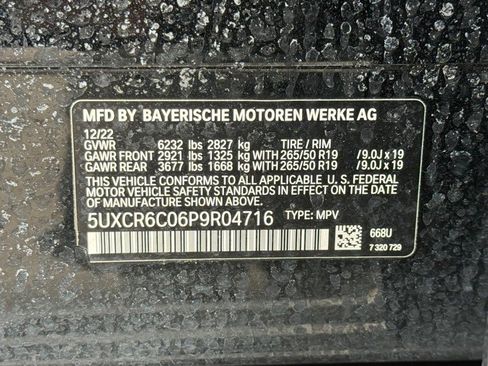 MFD BY BAYERISCHE MOTOREN WERKE AG
12/22
GVWR 6232 lbs 2827 kg TIRE / RIM
GAWR FRONT 2921 lbs 1325 kg WITH 265/50 R19 /9.0J x 19
GAWR REAR 3677 lbs 1668 kg WITH 265/50 R19 /9.0J x 19
THIS VEHICLE CONFORMS TO ALL APPLICABLE U. S. FEDERAL
MOTOR VEHICLE SAFETY STANDARDS IN EFFECT ON THE DATE
OF MANUFACTURE SHOWN ABOVE.
5UXCR6C06P9R04716 TYPE: MPV
668U
7 320 729